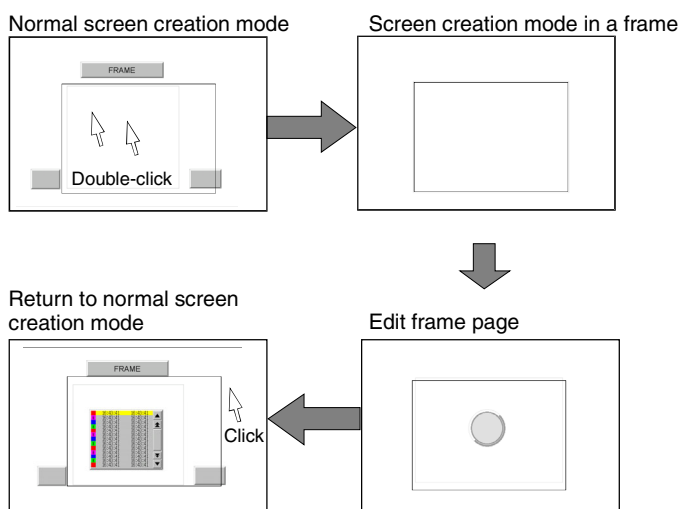 Normal screen creation mode
Screen creation mode in a frame
FRAME
Double-click
Return to normal screen
creation mode
Edit frame page
FRAME
Click